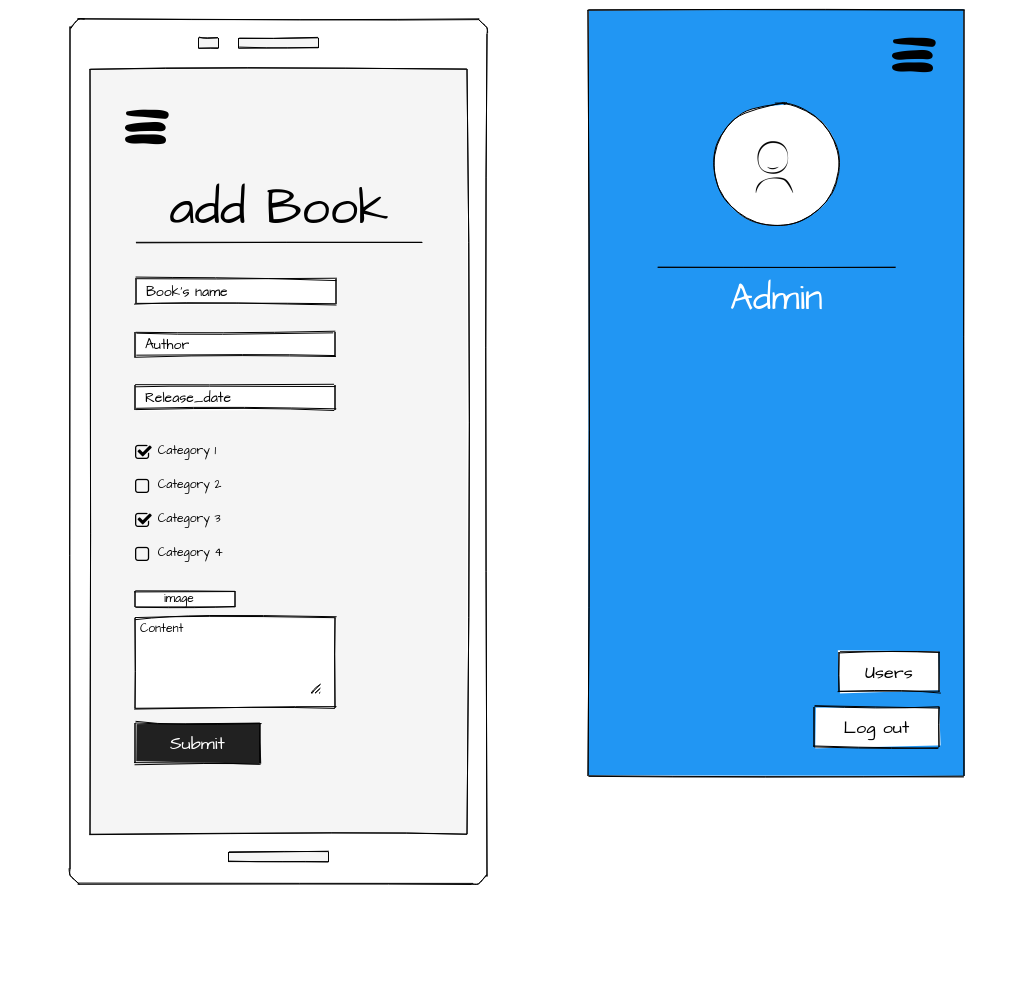 add Book
Book's name
Author
Release_date
Category 1
Category 2
Category 3
Category 4
image
Content
Submit
Admin
Users
Log out